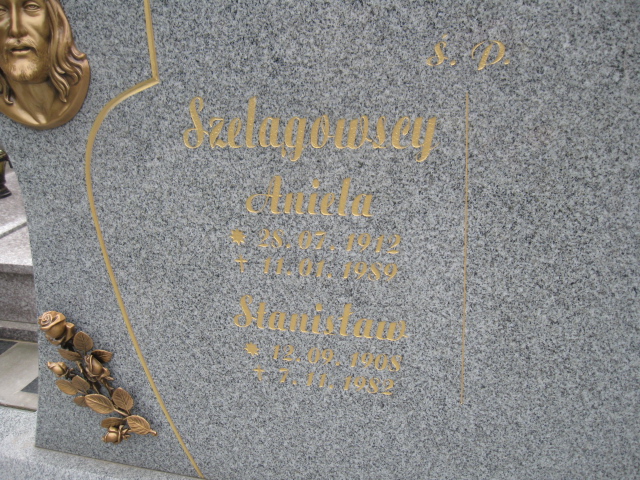 Ś. P.
Szelagowscy
Aniela
* 28.07.1912
† 11.01.1989
Stanisław
* 12.09.1908
† 7.11.1982